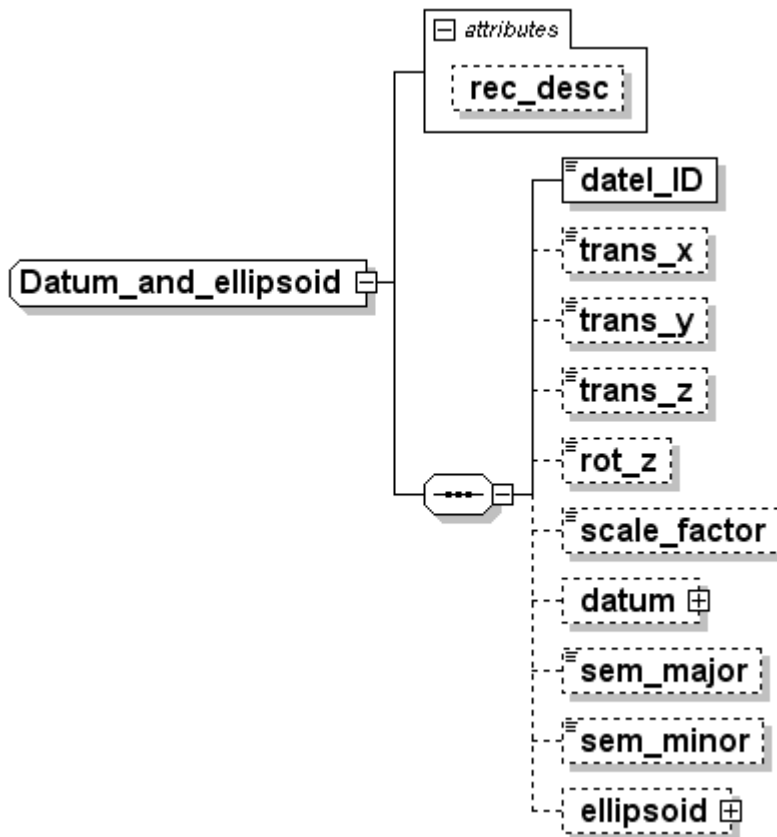 attributes
rec_desc
Datum_and_ellipsoid
datel_ID
trans_x
trans_y
trans_z
rot_z
scale_factor
datum
sem_major
sem_minor
ellipsoid